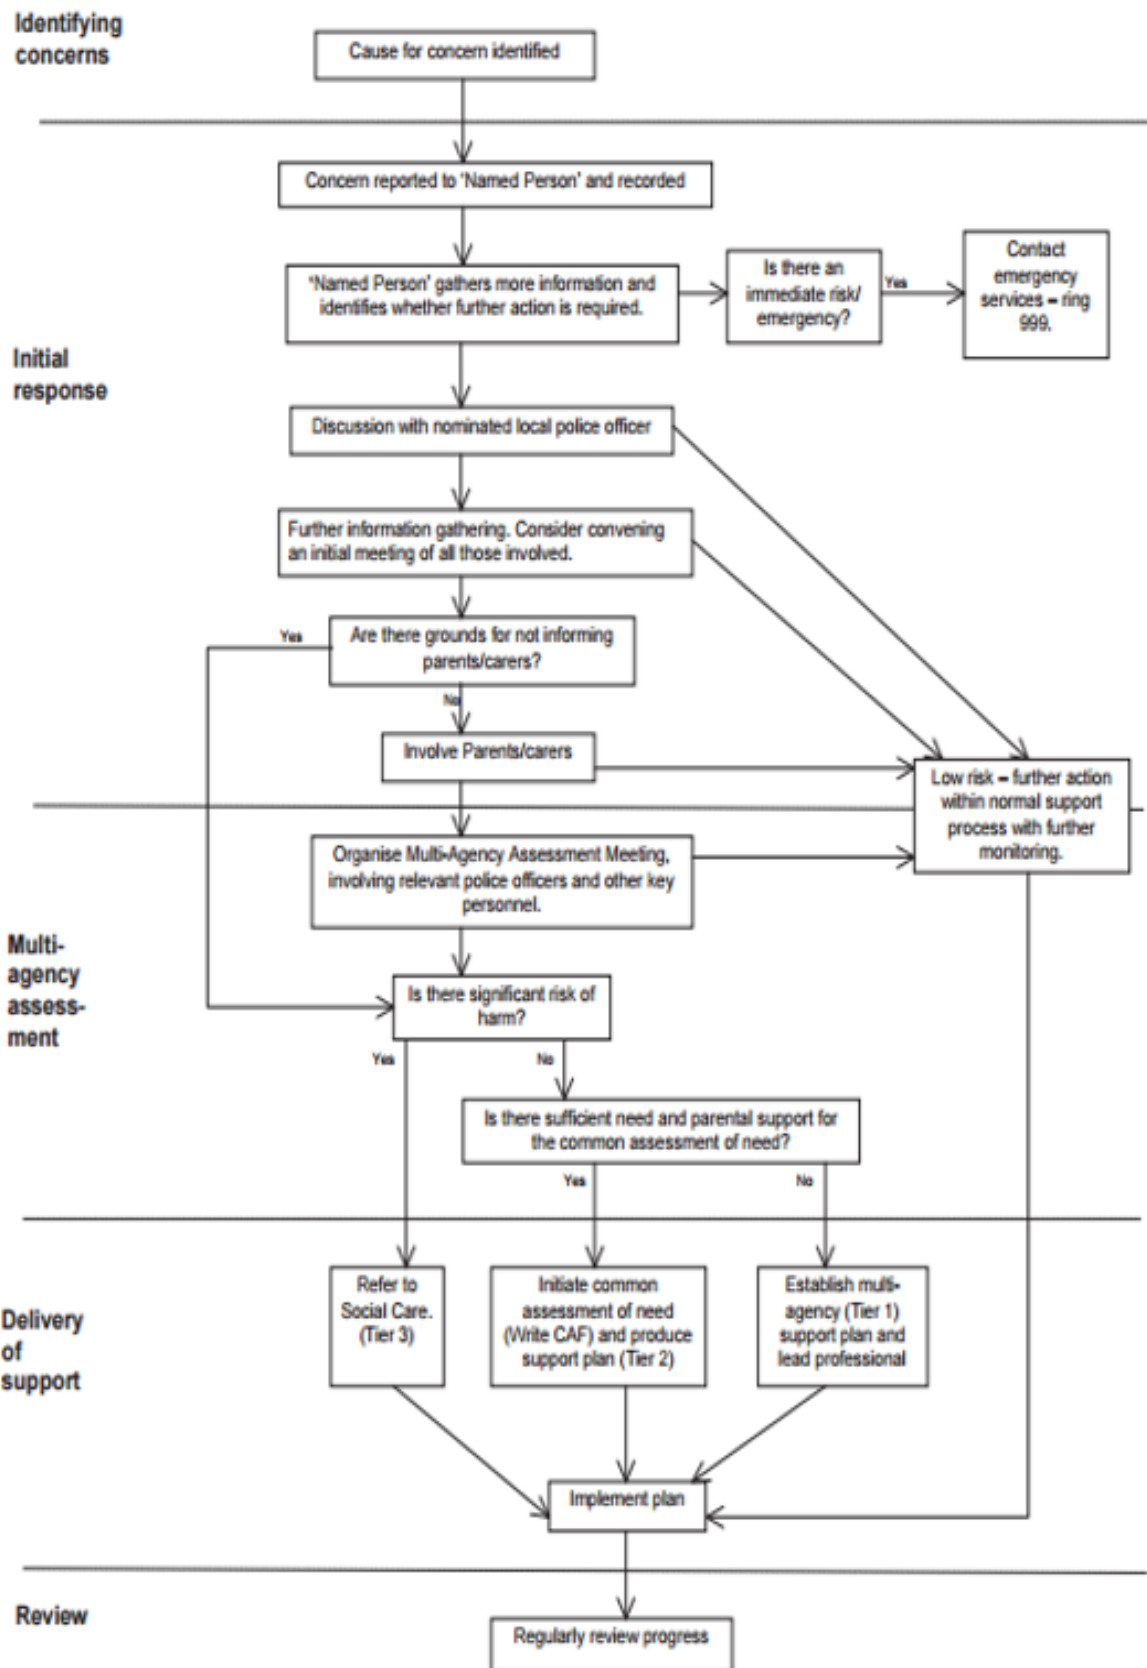 Identifying
concerns
Cause for concern identified
Concern reported to 'Named Person' and recorded
'Named Person' gathers more information and
identifies whether further action is required.
Is there an
immediate risk/
emergency?
Yes
Contact
emergency
services – ring
999.
Initial
response
Discussion with nominated local police officer
Further information gathering. Consider convening
an initial meeting of all those involved.
Yes
Are there grounds for not informing
parents/carers?
No
Involve Parents/carers
Low risk – further action
within normal support
process with further
monitoring.
Organise Multi-Agency Assessment Meeting,
involving relevant police officers and other key
personnel.
Multi-
agency
assess-
ment
Is there significant risk of
harm?
Yes
No
Is there sufficient need and parental support for
the common assessment of need?
Yes
No
Delivery
of
support
Refer to
Social Care.
(Tier 3)
Initiate common
assessment of need
(Write CAF) and produce
support plan (Tier 2)
Establish multi-
agency (Tier 1)
support plan and
lead professional
Implement plan
Review
Regularly review progress